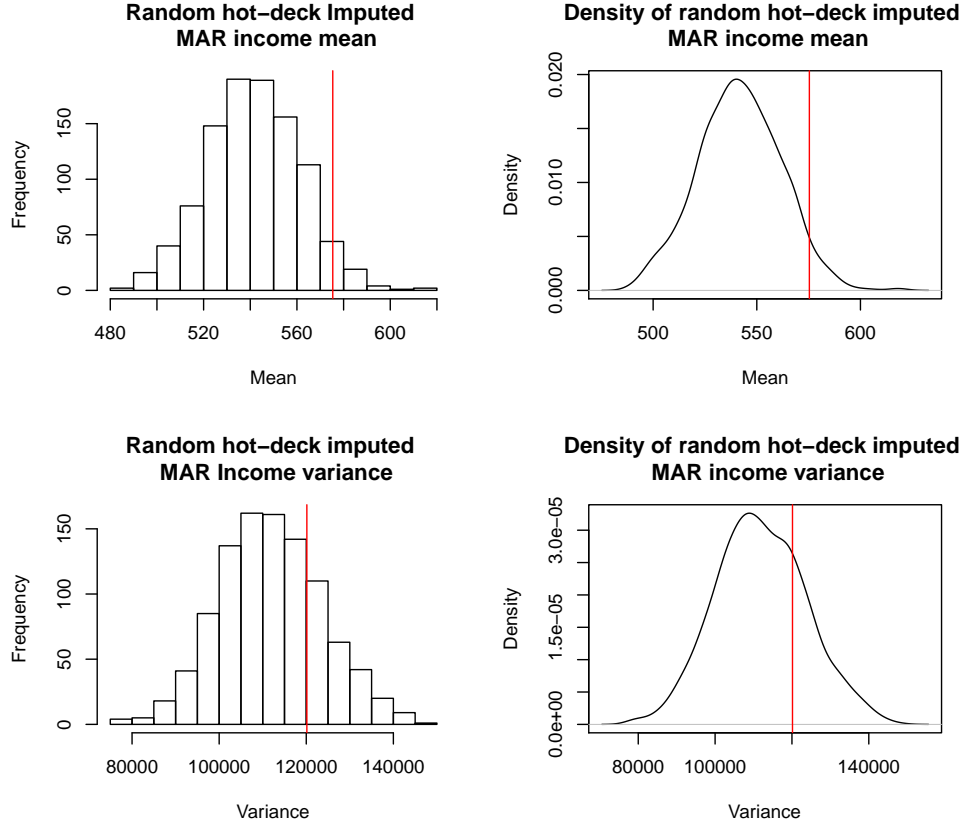 Random hot−deck Imputed
MAR income mean
Frequency
0
50
100
150
480
520
560
600
Mean
Density of random hot−deck imputed
MAR income mean
Density
0.000
0.010
0.020
500
550
600
Mean
Random hot−deck imputed
MAR Income variance
Frequency
0
50
100
150
80000
100000
120000
140000
Variance
Density of random hot−deck imputed
MAR income variance
Density
0.0e+00
1.5e−05
3.0e−05
80000
100000
140000
Variance